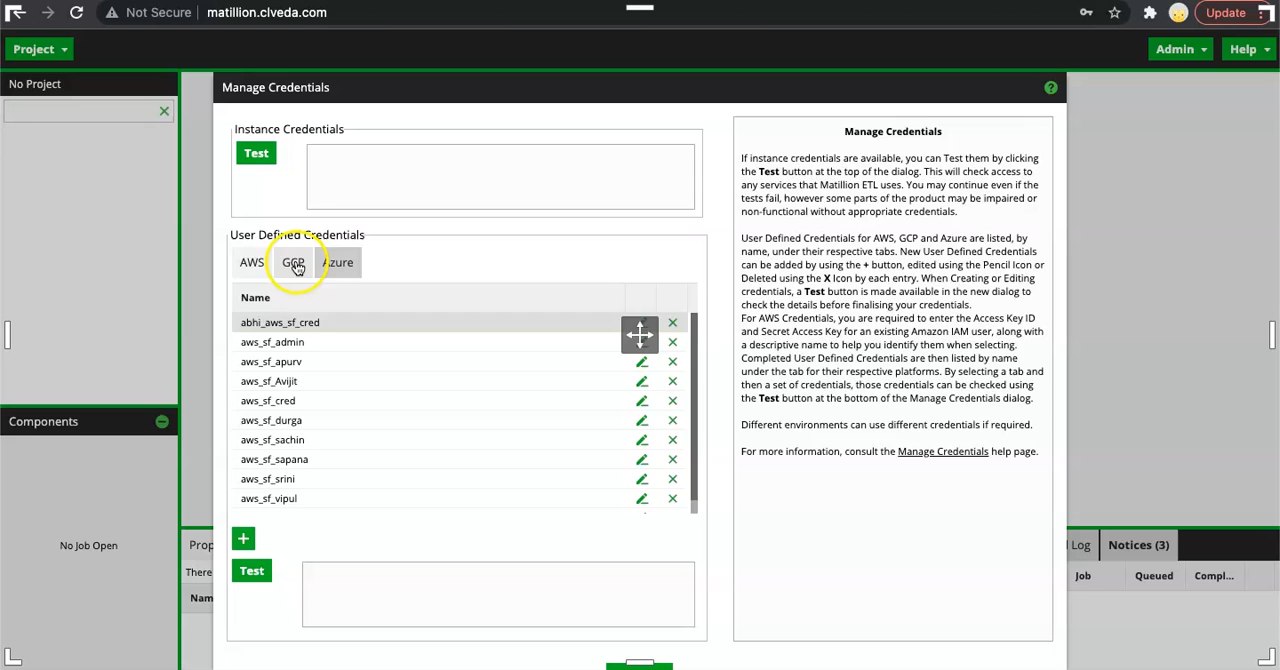 Not Secure | matillion.clveda.com
Update
Project
Admin
Help
No Project
Manage Credentials
Instance Credentials
Test
User Defined Credentials
AWS
GCP
Azure
Name
abhi_aws_sf_cred
aws_sf_admin
aws_sf_apurv
aws_sf_Avijit
aws_sf_cred
aws_sf_durga
aws_sf_sachin
aws_sf_sapana
aws_sf_srini
aws_sf_vipul
Test
Manage Credentials
If instance credentials are available, you can Test them by clicking
the Test button at the top of the dialog. This will check access to
any services that Matillion ETL uses. You may continue even if the
tests fail, however some parts of the product may be impaired or
non-functional without appropriate credentials.
User Defined Credentials for AWS, GCP and Azure are listed, by
name, under their respective tabs. New User Defined Credentials
can be added by using the + button, edited using the Pencil Icon or
Deleted using the X Icon by each entry. When Creating or Editing
credentials, a Test button is made available in the new dialog to
check the details before finalising your credentials.
For AWS Credentials, you are required to enter the Access Key ID
and Secret Access Key for an existing Amazon IAM user, along with
a descriptive name to help you identify them when selecting.
Completed User Defined Credentials are then listed by name
under the tab for their respective platforms. By selecting a tab and
then a set of credentials, those credentials can be checked using
the Test button at the bottom of the Manage Credentials dialog.
Different environments can use different credentials if required.
For more information, consult the Manage Credentials help page.
Components
No Job Open
Prop
There
Nam
Log
Notices (3)
Job
Queued
Compl...